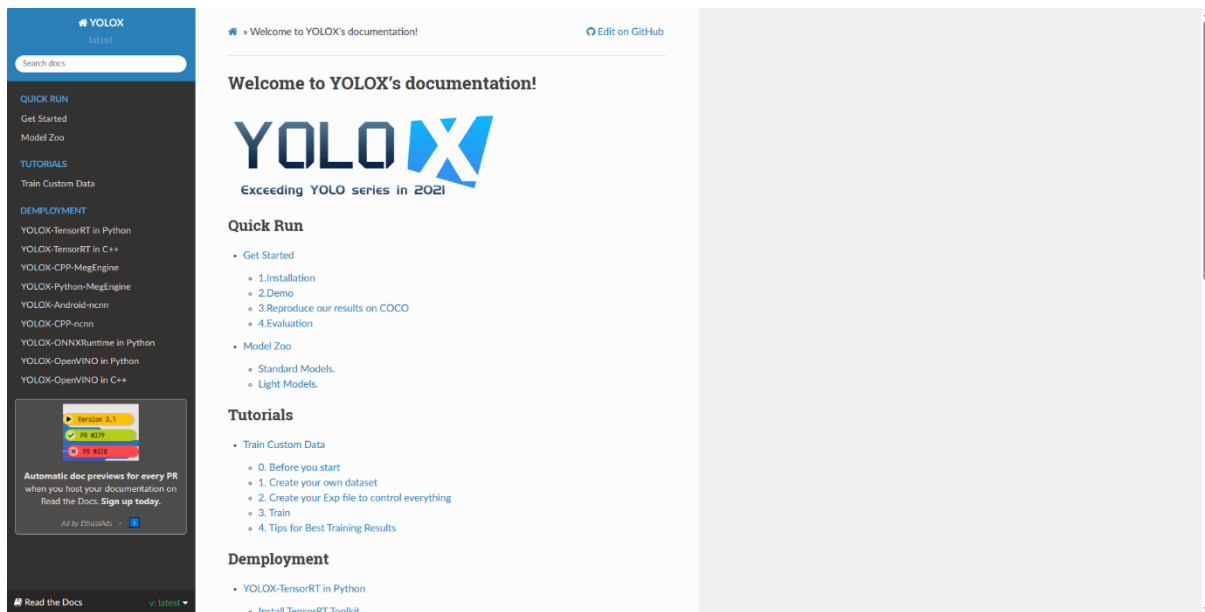 YOLOX
latest
Search docs
QUICK RUN
Get Started
Model Zoo
TUTORIALS
Train Custom Data
DEMPLOYMENT
YOLOX-TensorRT in Python
YOLOX-TensorRT in C++
YOLOX-CPP-MegEngine
YOLOX-Python-MegEngine
YOLOX-Android-ncnn
YOLOX-CPP-ncnn
YOLOX-ONNXRuntime in Python
YOLOX-OpenVINO in Python
YOLOX-OpenVINO in C++
Version 3.1
PR #379
PR #378
Automatic doc previews for every PR
when you host your documentation on
Read the Docs. Sign up today.
Ad by EthicalAds · i
Read the Docs v: latest
» Welcome to YOLOX's documentation! Edit on GitHub
Welcome to YOLOX's documentation!
YOLOX
Exceeding YOLO series in 2021
Quick Run
• Get Started
◦ 1.Installation
◦ 2.Demo
◦ 3.Reproduce our results on COCO
◦ 4.Evaluation
• Model Zoo
◦ Standard Models.
◦ Light Models.
Tutorials
• Train Custom Data
◦ 0. Before you start
◦ 1. Create your own dataset
◦ 2. Create your Exp file to control everything
◦ 3. Train
◦ 4. Tips for Best Training Results
Demployment
• YOLOX-TensorRT in Python
◦ Install TensorRT Toolkit